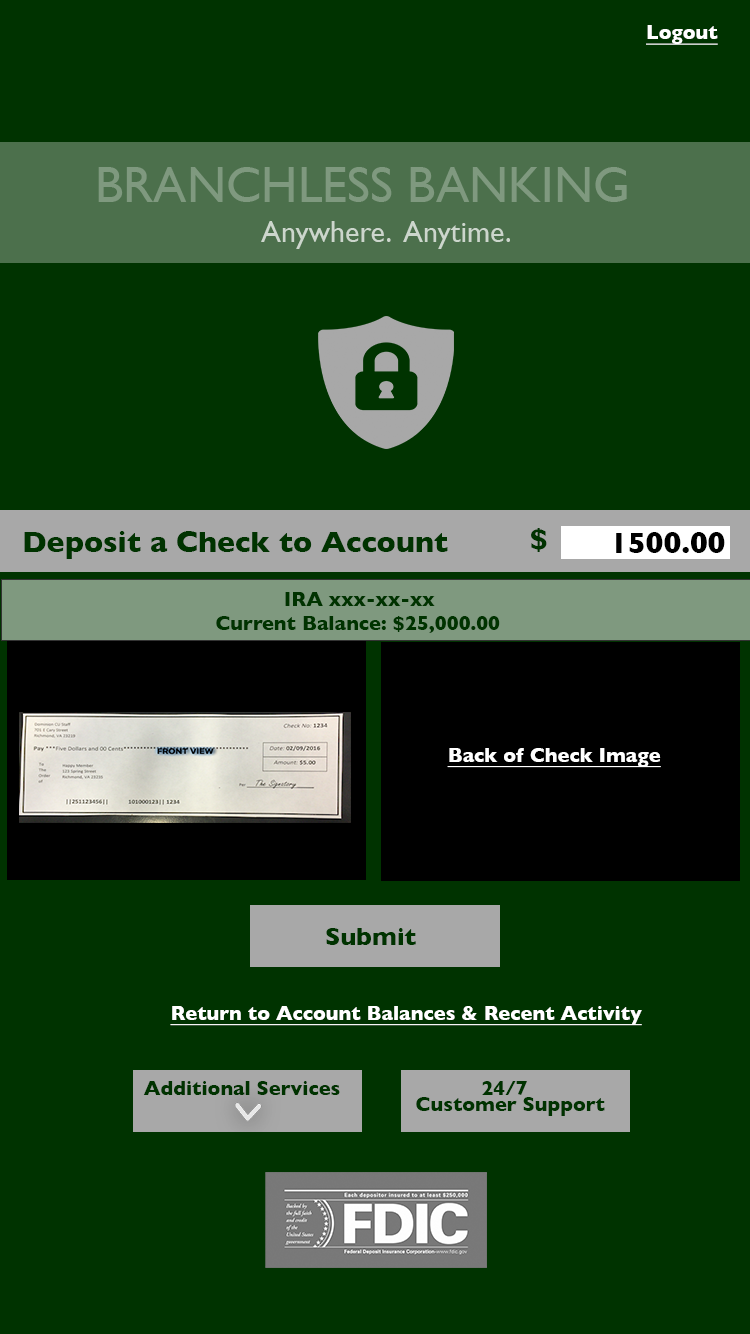 Logout
BRANCHLESS BANKING
Anywhere. Anytime.
Deposit a Check to Account $ 1500.00
IRA xxx-xx-xx
Current Balance: $25,000.00
Dominion CU Staff
701 E Cary Street
Richmond, VA 23219
Check No: 1234
Pay ***Five Dollars and 00 Cents
FRONT VIEW
Date: 02/09/2016
Amount: $5.00
To
The
Order
of
Happy Member
123 Spring Street
Richmond, VA 23235
Per The Signatory
||251123456|| 101000123|| 1234
Back of Check Image
Submit
Return to Account Balances & Recent Activity
Additional Services
24/7
Customer Support
Each depositor insured to at least $250,000
Backed by
the full faith
and credit
of the
United States
government
FDIC
Federal Deposit Insurance Corporation • www.fdic.gov